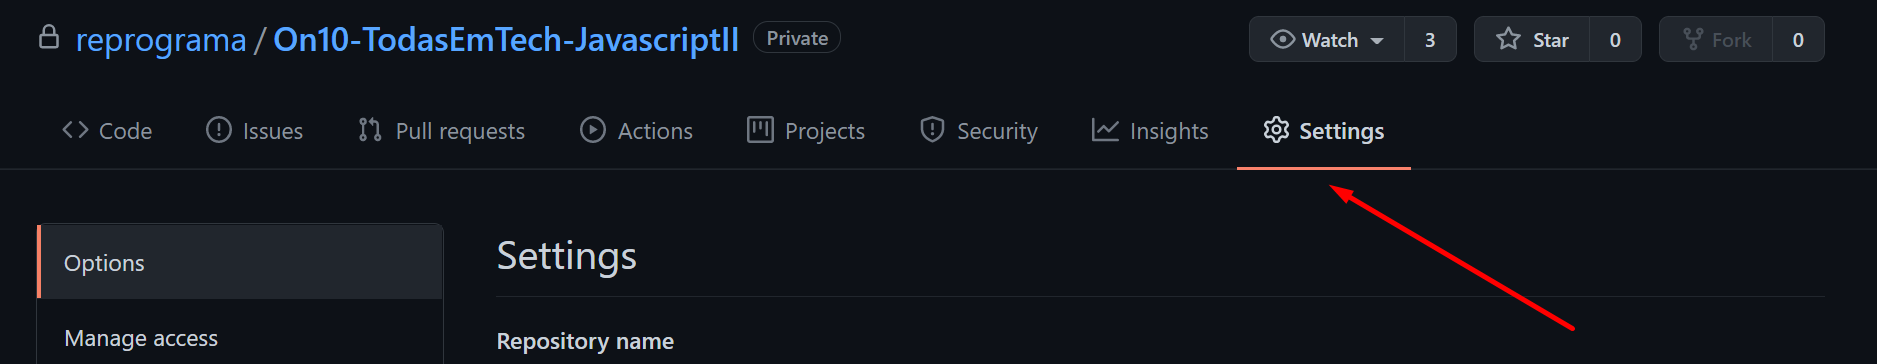 reprograma / On10-TodasEmTech-JavascriptII Private Watch 3 Star 0 Fork 0
Code Issues Pull requests Actions Projects Security Insights Settings
Options
Manage access
Settings
Repository name